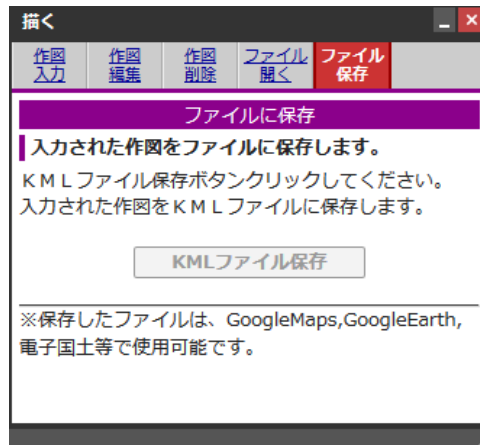 描く
作図 作図 作図 ファイル ファイル
入力 編集 削除 開く 保存
ファイルに保存
入力された作図をファイルに保存します。
ＫＭＬファイル保存ボタンクリックしてください。
入力された作図をＫＭＬファイルに保存します。
KMLファイル保存
※保存したファイルは、GoogleMaps,GoogleEarth,
電子国土等で使用可能です。